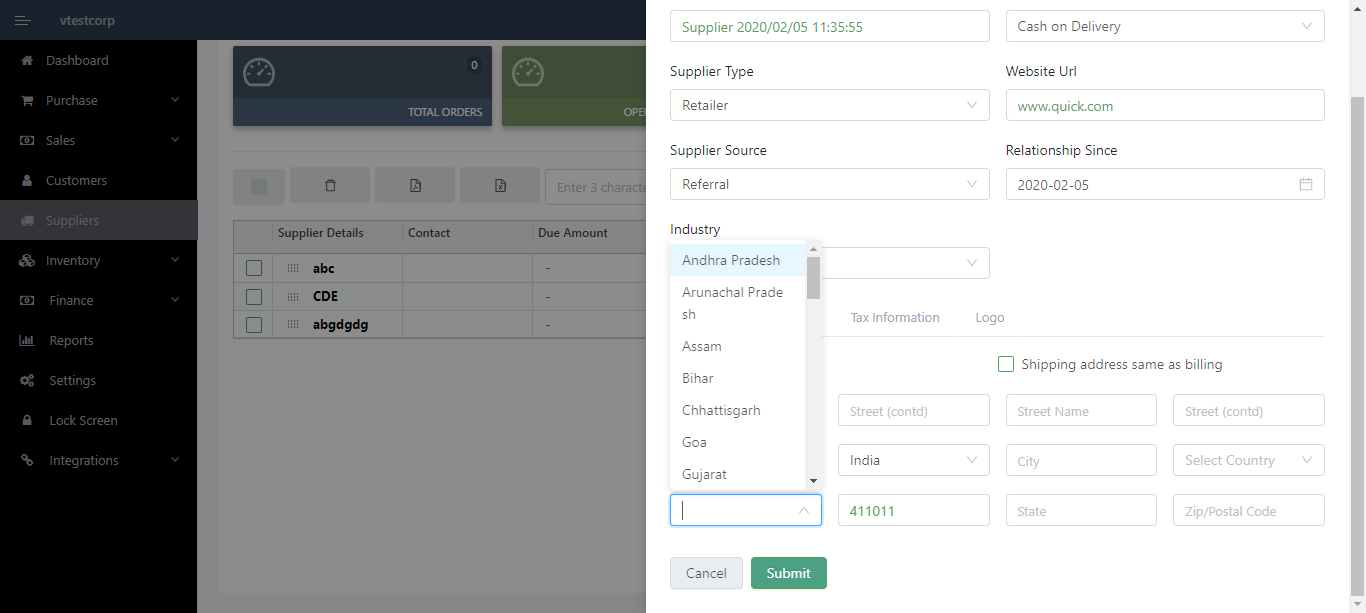 vtestcorp
Dashboard
Purchase
Sales
Customers
Suppliers
Inventory
Finance
Reports
Settings
Lock Screen
Integrations
0
TOTAL ORDERS
OPE
Enter 3 characte
Supplier Details Contact Due Amount
abc -
CDE -
abgdgdg -
Supplier 2020/02/05 11:35:55 Cash on Delivery
Supplier Type Website Url
Retailer www.quick.com
Supplier Source Relationship Since
Referral 2020-02-05
Industry
Andhra Pradesh
Arunachal Prade
sh
Assam
Bihar
Chhattisgarh
Goa
Gujarat
Tax Information Logo
Shipping address same as billing
Street (contd) Street Name Street (contd)
India City Select Country
411011 State Zip/Postal Code
Cancel Submit